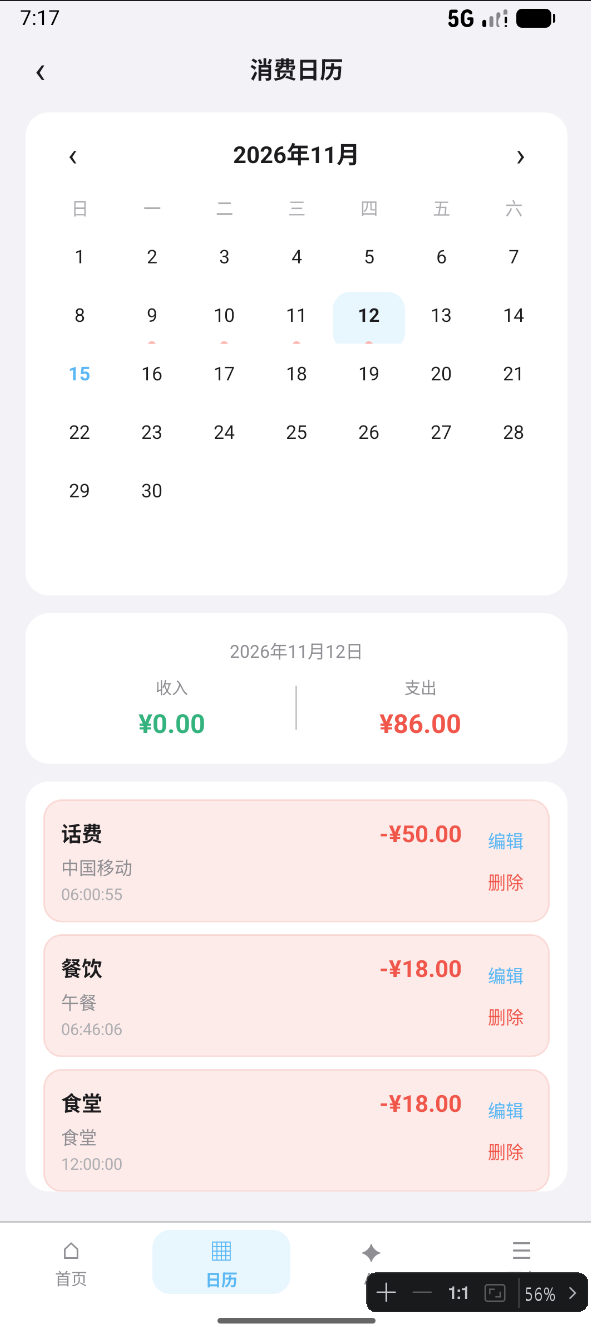 7:17 5G
‹ 消费日历
‹ 2026年11月 ›
日 一 二 三 四 五 六
1 2 3 4 5 6 7
8 9 10 11 12 13 14
15 16 17 18 19 20 21
22 23 24 25 26 27 28
29 30
2026年11月12日
收入 支出
¥0.00 ¥86.00
话费 -¥50.00 编辑
中国移动 删除
06:00:55
餐饮 -¥18.00 编辑
午餐 删除
06:46:06
食堂 -¥18.00 编辑
食堂 删除
12:00:00
首页 日历
1:1 56%